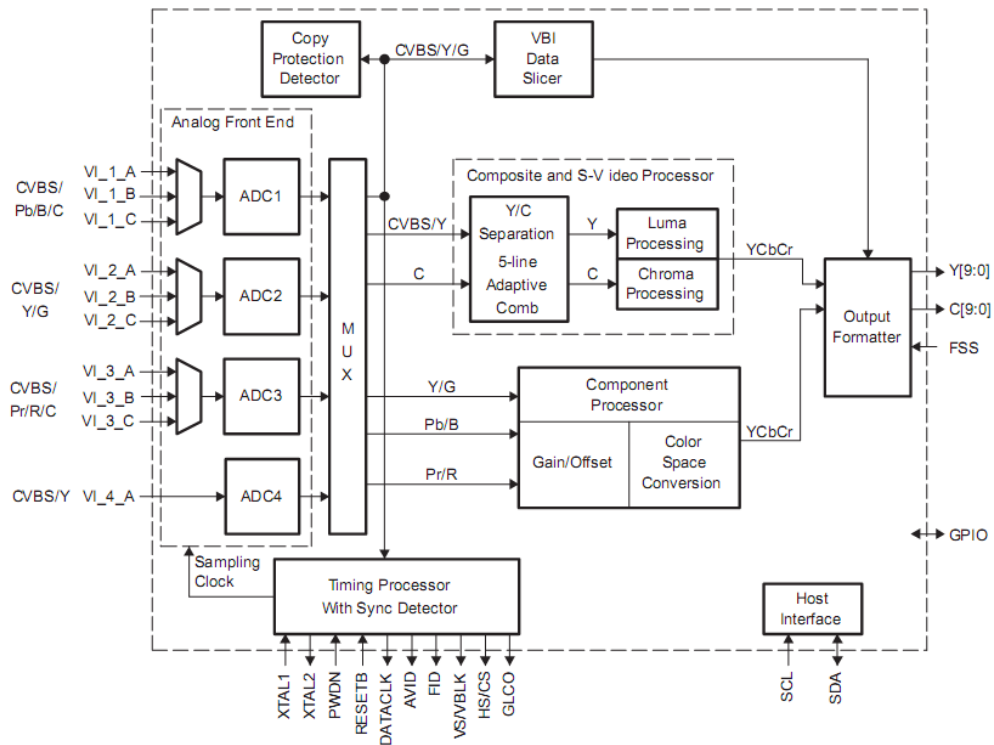 Copy
Protection
Detector
CVBS/Y/G
VBI
Data
Slicer
Analog Front End
CVBS/
Pb/B/C
VI_1_A
VI_1_B
VI_1_C
ADC1
CVBS/
Y/G
VI_2_A
VI_2_B
VI_2_C
ADC2
CVBS/
Pr/R/C
VI_3_A
VI_3_B
VI_3_C
ADC3
CVBS/Y
VI_4_A
ADC4
M
U
X
Composite and S-V ideo Processor
CVBS/Y
C
Y/C
Separation
5-line
Adaptive
Comb
Y
C
Luma
Processing
Chroma
Processing
YCbCr
Y/G
Pb/B
Pr/R
Component
Processor
Gain/Offset
Color
Space
Conversion
YCbCr
Output
Formatter
Y[9:0]
C[9:0]
FSS
GPIO
Sampling
Clock
Timing Processor
With Sync Detector
Host
Interface
XTAL1
XTAL2
PWDN
RESETB
DATACLK
AVID
FID
VS/VBLK
HS/CS
GLCO
SCL
SDA